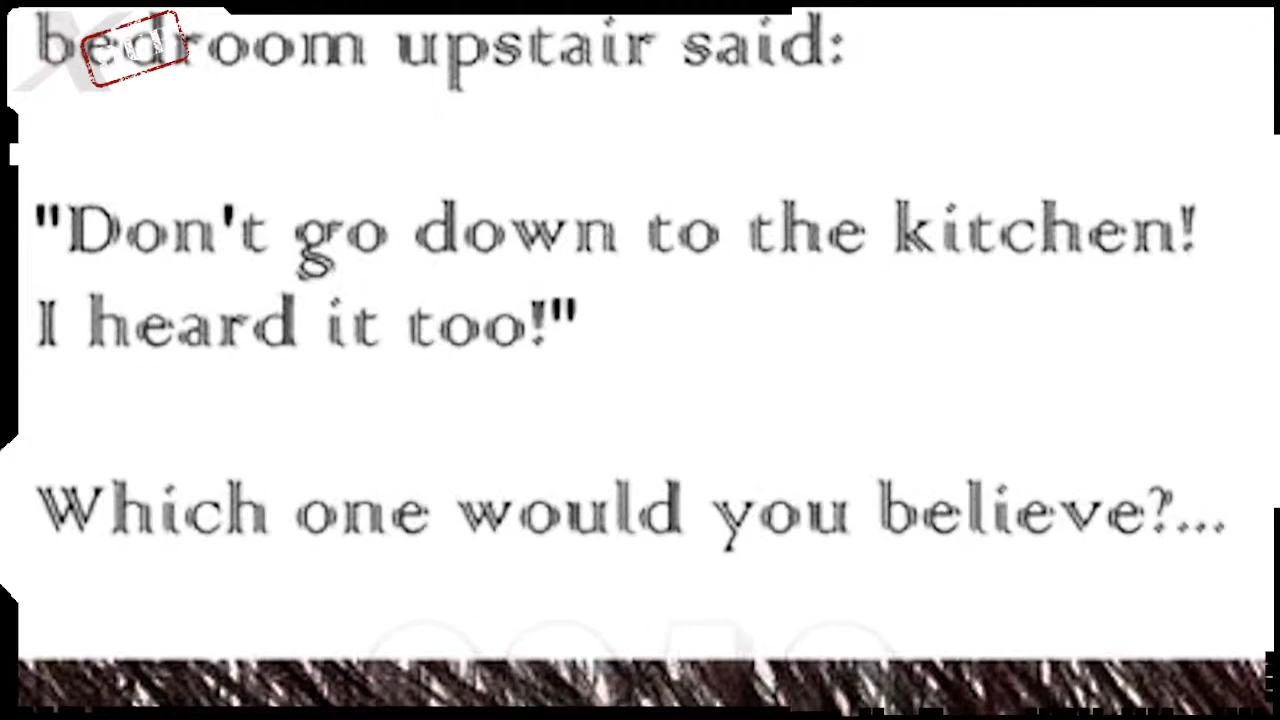 bedroom upstair said:
"Don't go down to the kitchen!
I heard it too!"
Which one would you believe?...